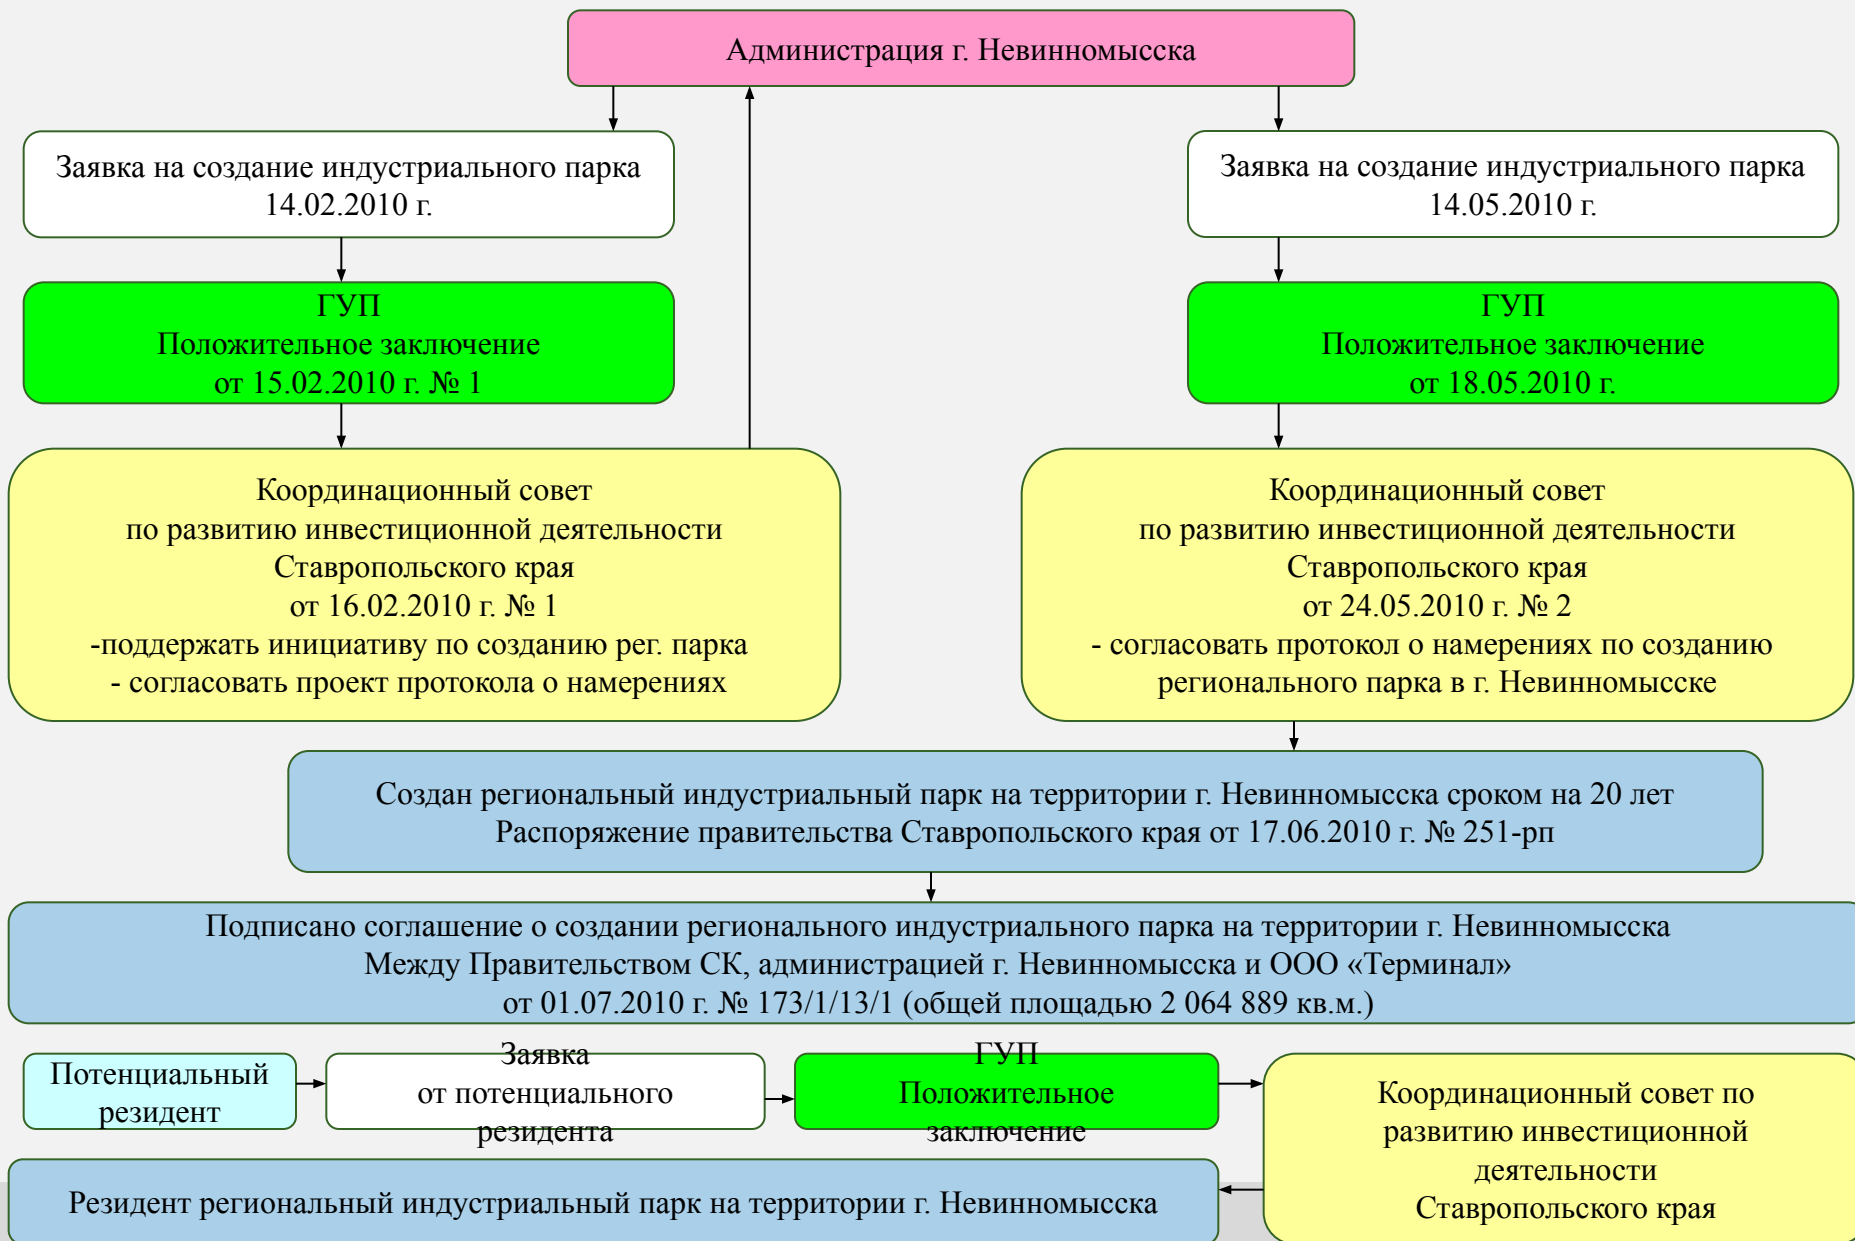 Администрация г. Невинномысска
Заявка на создание индустриального парка
14.02.2010 г.
Заявка на создание индустриального парка
14.05.2010 г.
ГУП
Положительное заключение
от 15.02.2010 г. № 1
ГУП
Положительное заключение
от 18.05.2010 г.
Координационный совет
по развитию инвестиционной деятельности
Ставропольского края
от 16.02.2010 г. № 1
-поддержать инициативу по созданию рег. парка
- согласовать проект протокола о намерениях
Координационный совет
по развитию инвестиционной деятельности
Ставропольского края
от 24.05.2010 г. № 2
- согласовать протокол о намерениях по созданию
регионального парка в г. Невинномысске
Создан региональный индустриальный парк на территории г. Невинномысска сроком на 20 лет
Распоряжение правительства Ставропольского края от 17.06.2010 г. № 251-рп
Подписано соглашение о создании регионального индустриального парка на территории г. Невинномысска
Между Правительством СК, администрацией г. Невинномысска и ООО «Терминал»
от 01.07.2010 г. № 173/1/13/1 (общей площадью 2 064 889 кв.м.)
Потенциальный
резидент
Заявка
от потенциального
резидента
ГУП
Положительное
заключение
Координационный совет по
развитию инвестиционной
деятельности
Ставропольского края
Резидент региональный индустриальный парк на территории г. Невинномысска